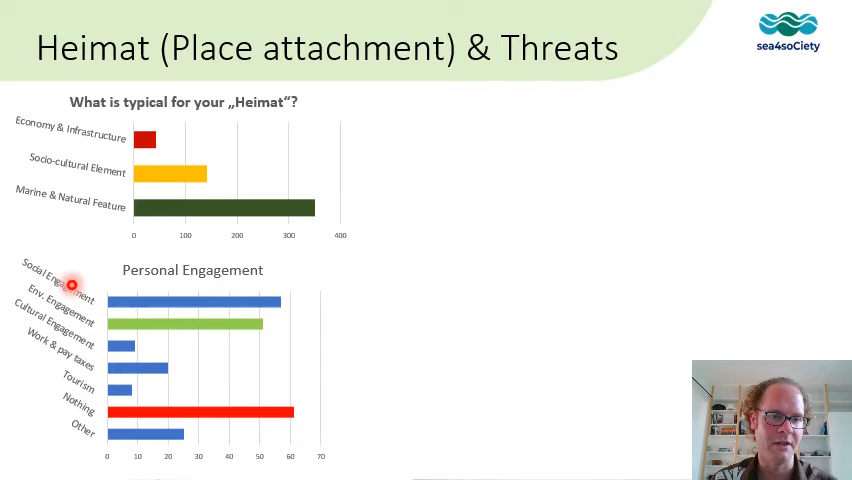 Heimat (Place attachment) & Threats
sea4soCiety
What is typical for your „Heimat“?
Economy & Infrastructure
Socio-cultural Element
Marine & Natural Feature
0 100 200 300 400
Personal Engagement
Social Engagement
Env. Engagement
Cultural Engagement
Work & pay taxes
Tourism
Nothing
Other
0 10 20 30 40 50 60 70